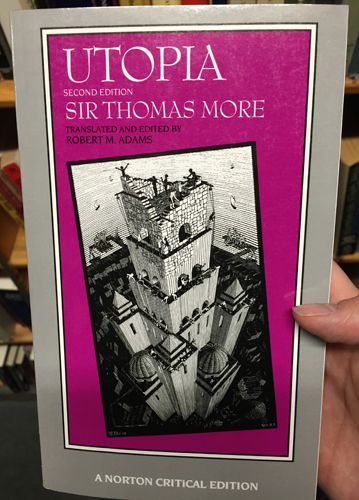 UTOPIA
SECOND EDITION
SIR THOMAS MORE
TRANSLATED AND EDITED BY
ROBERT M. ADAMS
A NORTON CRITICAL EDITION